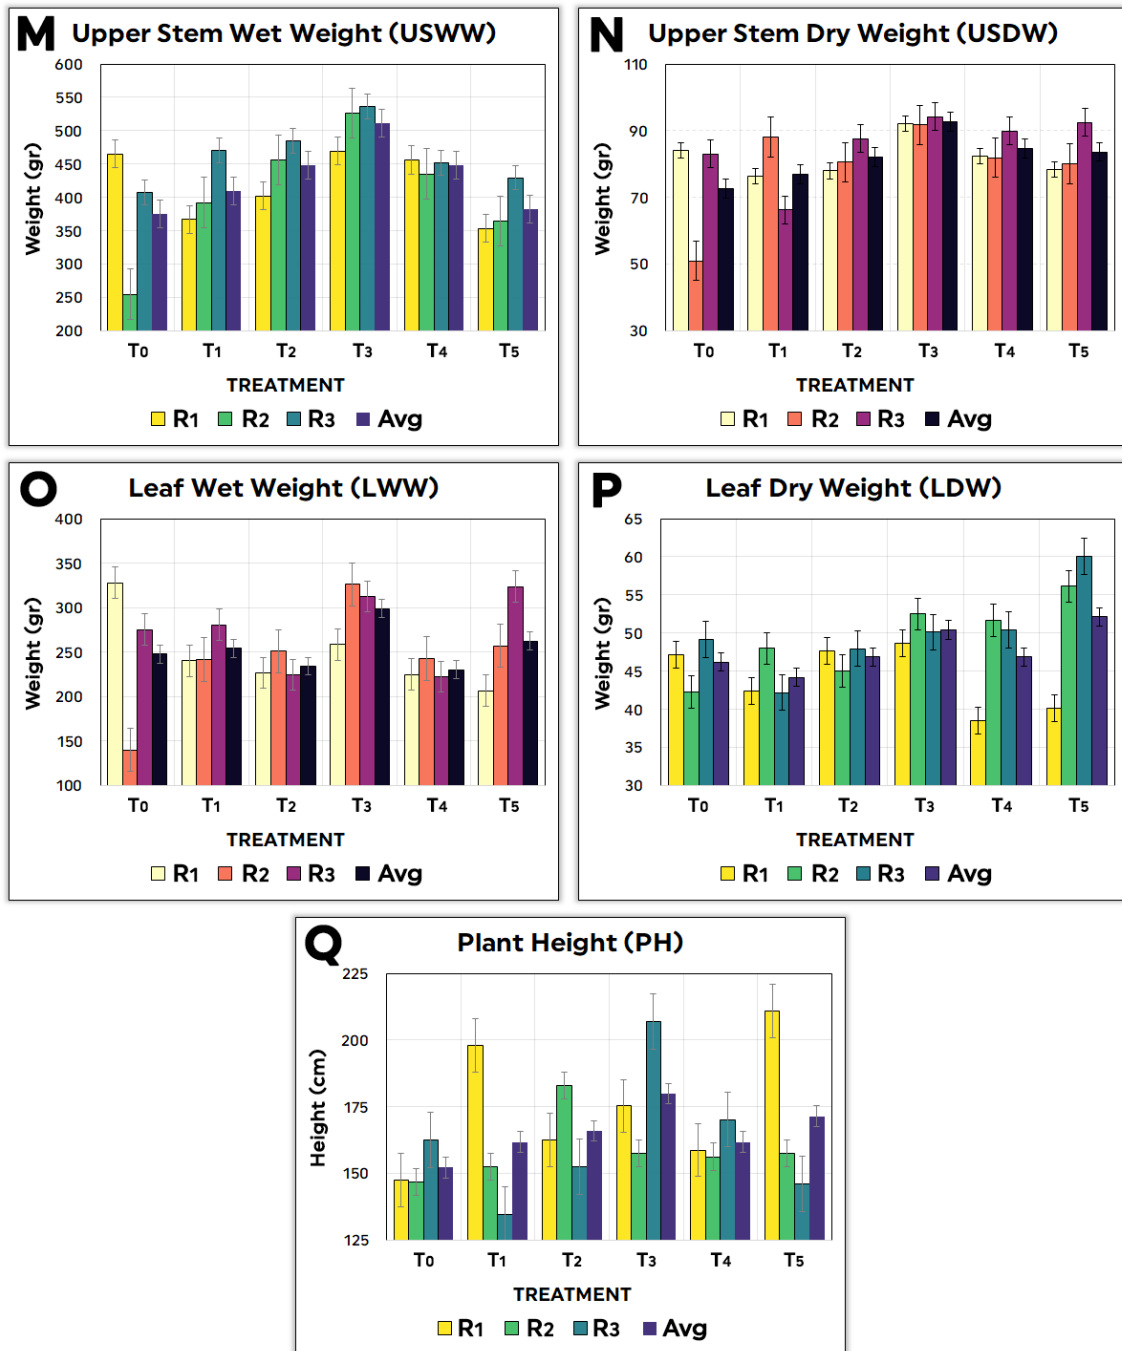 M Upper Stem Wet Weight (USWW)
600
550
500
450
400
350
300
250
200
Weight (gr)
T0 T1 T2 T3 T4 T5
TREATMENT
R1 R2 R3 Avg
N Upper Stem Dry Weight (USDW)
110
90
70
50
30
Weight (gr)
T0 T1 T2 T3 T4 T5
TREATMENT
R1 R2 R3 Avg
O Leaf Wet Weight (LWW)
400
350
300
250
200
150
100
Weight (gr)
T0 T1 T2 T3 T4 T5
TREATMENT
R1 R2 R3 Avg
P Leaf Dry Weight (LDW)
65
60
55
50
45
40
35
30
Weight (gr)
T0 T1 T2 T3 T4 T5
TREATMENT
R1 R2 R3 Avg
Q Plant Height (PH)
225
200
175
150
125
Height (cm)
T0 T1 T2 T3 T4 T5
TREATMENT
R1 R2 R3 Avg